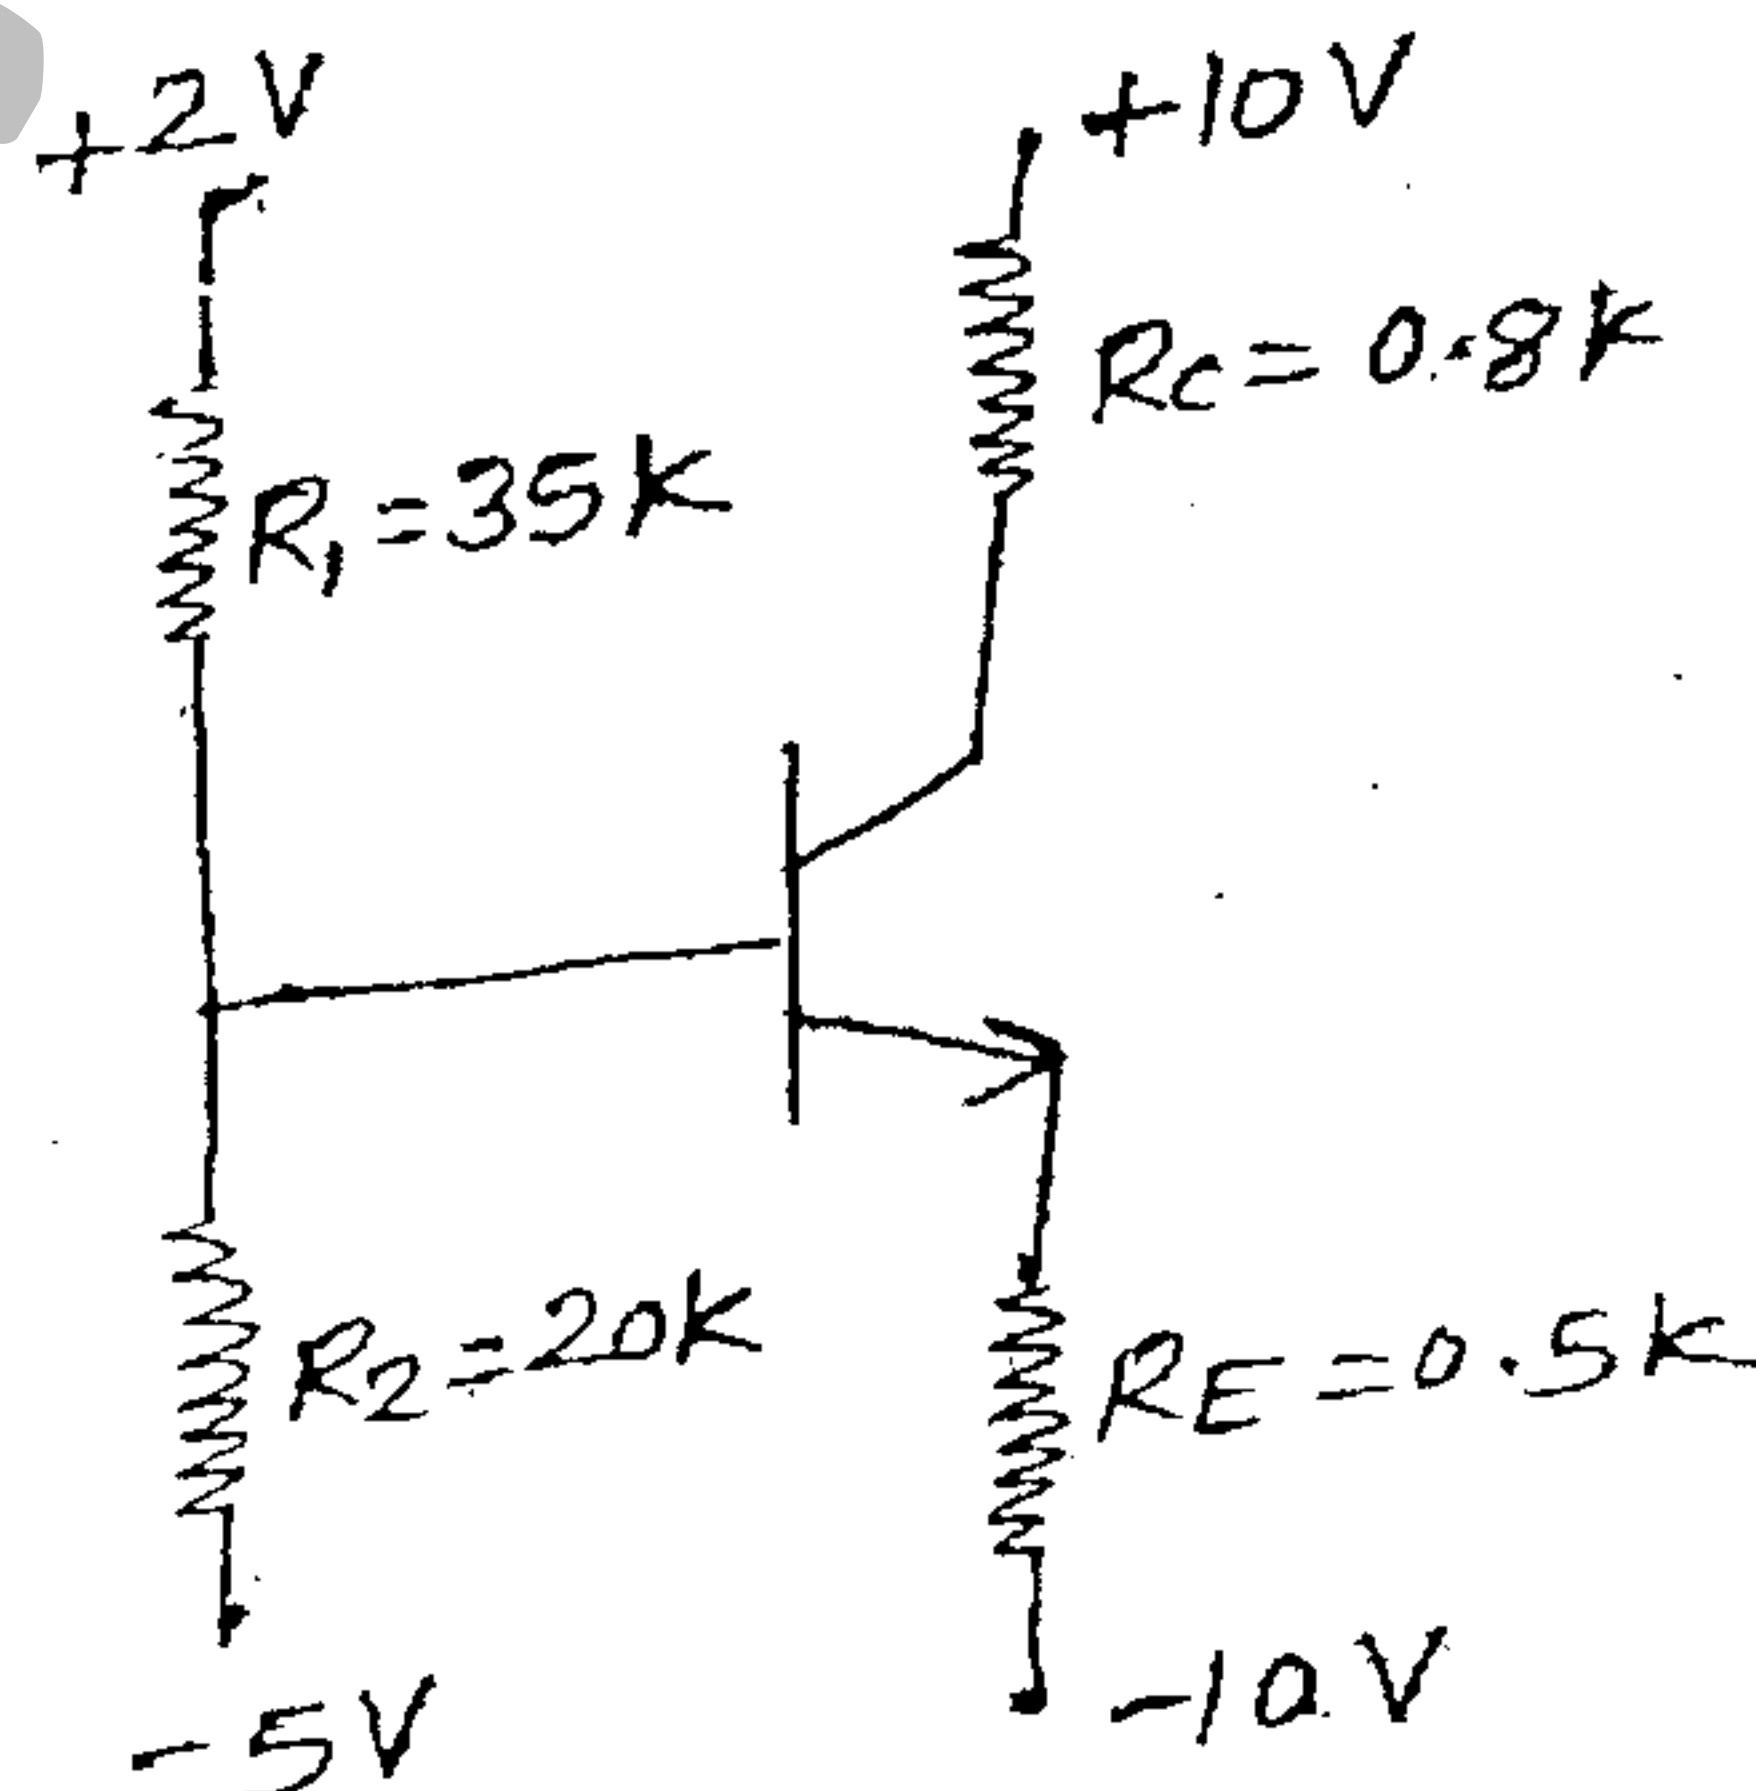 +2V
+10V
RC = 0.8K
R1 = 35K
R2 = 20K
RE = 0.5K
-10V
-5V